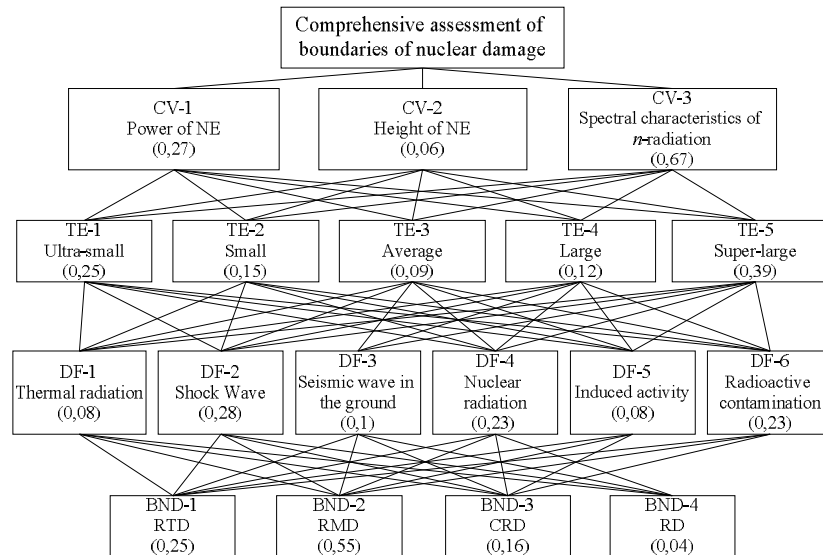 Comprehensive assessment of
boundaries of nuclear damage
CV-1
Power of NE
(0,27)
CV-2
Height of NE
(0,06)
CV-3
Spectral characteristics of
n-radiation
(0,67)
TE-1
Ultra-small
(0,25)
TE-2
Small
(0,15)
TE-3
Average
(0,09)
TE-4
Large
(0,12)
TE-5
Super-large
(0,39)
DF-1
Thermal radiation
(0,08)
DF-2
Shock Wave
(0,28)
DF-3
Seismic wave in
the ground
(0,1)
DF-4
Nuclear
radiation
(0,23)
DF-5
Induced activity
(0,08)
DF-6
Radioactive
contamination
(0,23)
BND-1
RTD
(0,25)
BND-2
RMD
(0,55)
BND-3
CRD
(0,16)
BND-4
RD
(0,04)